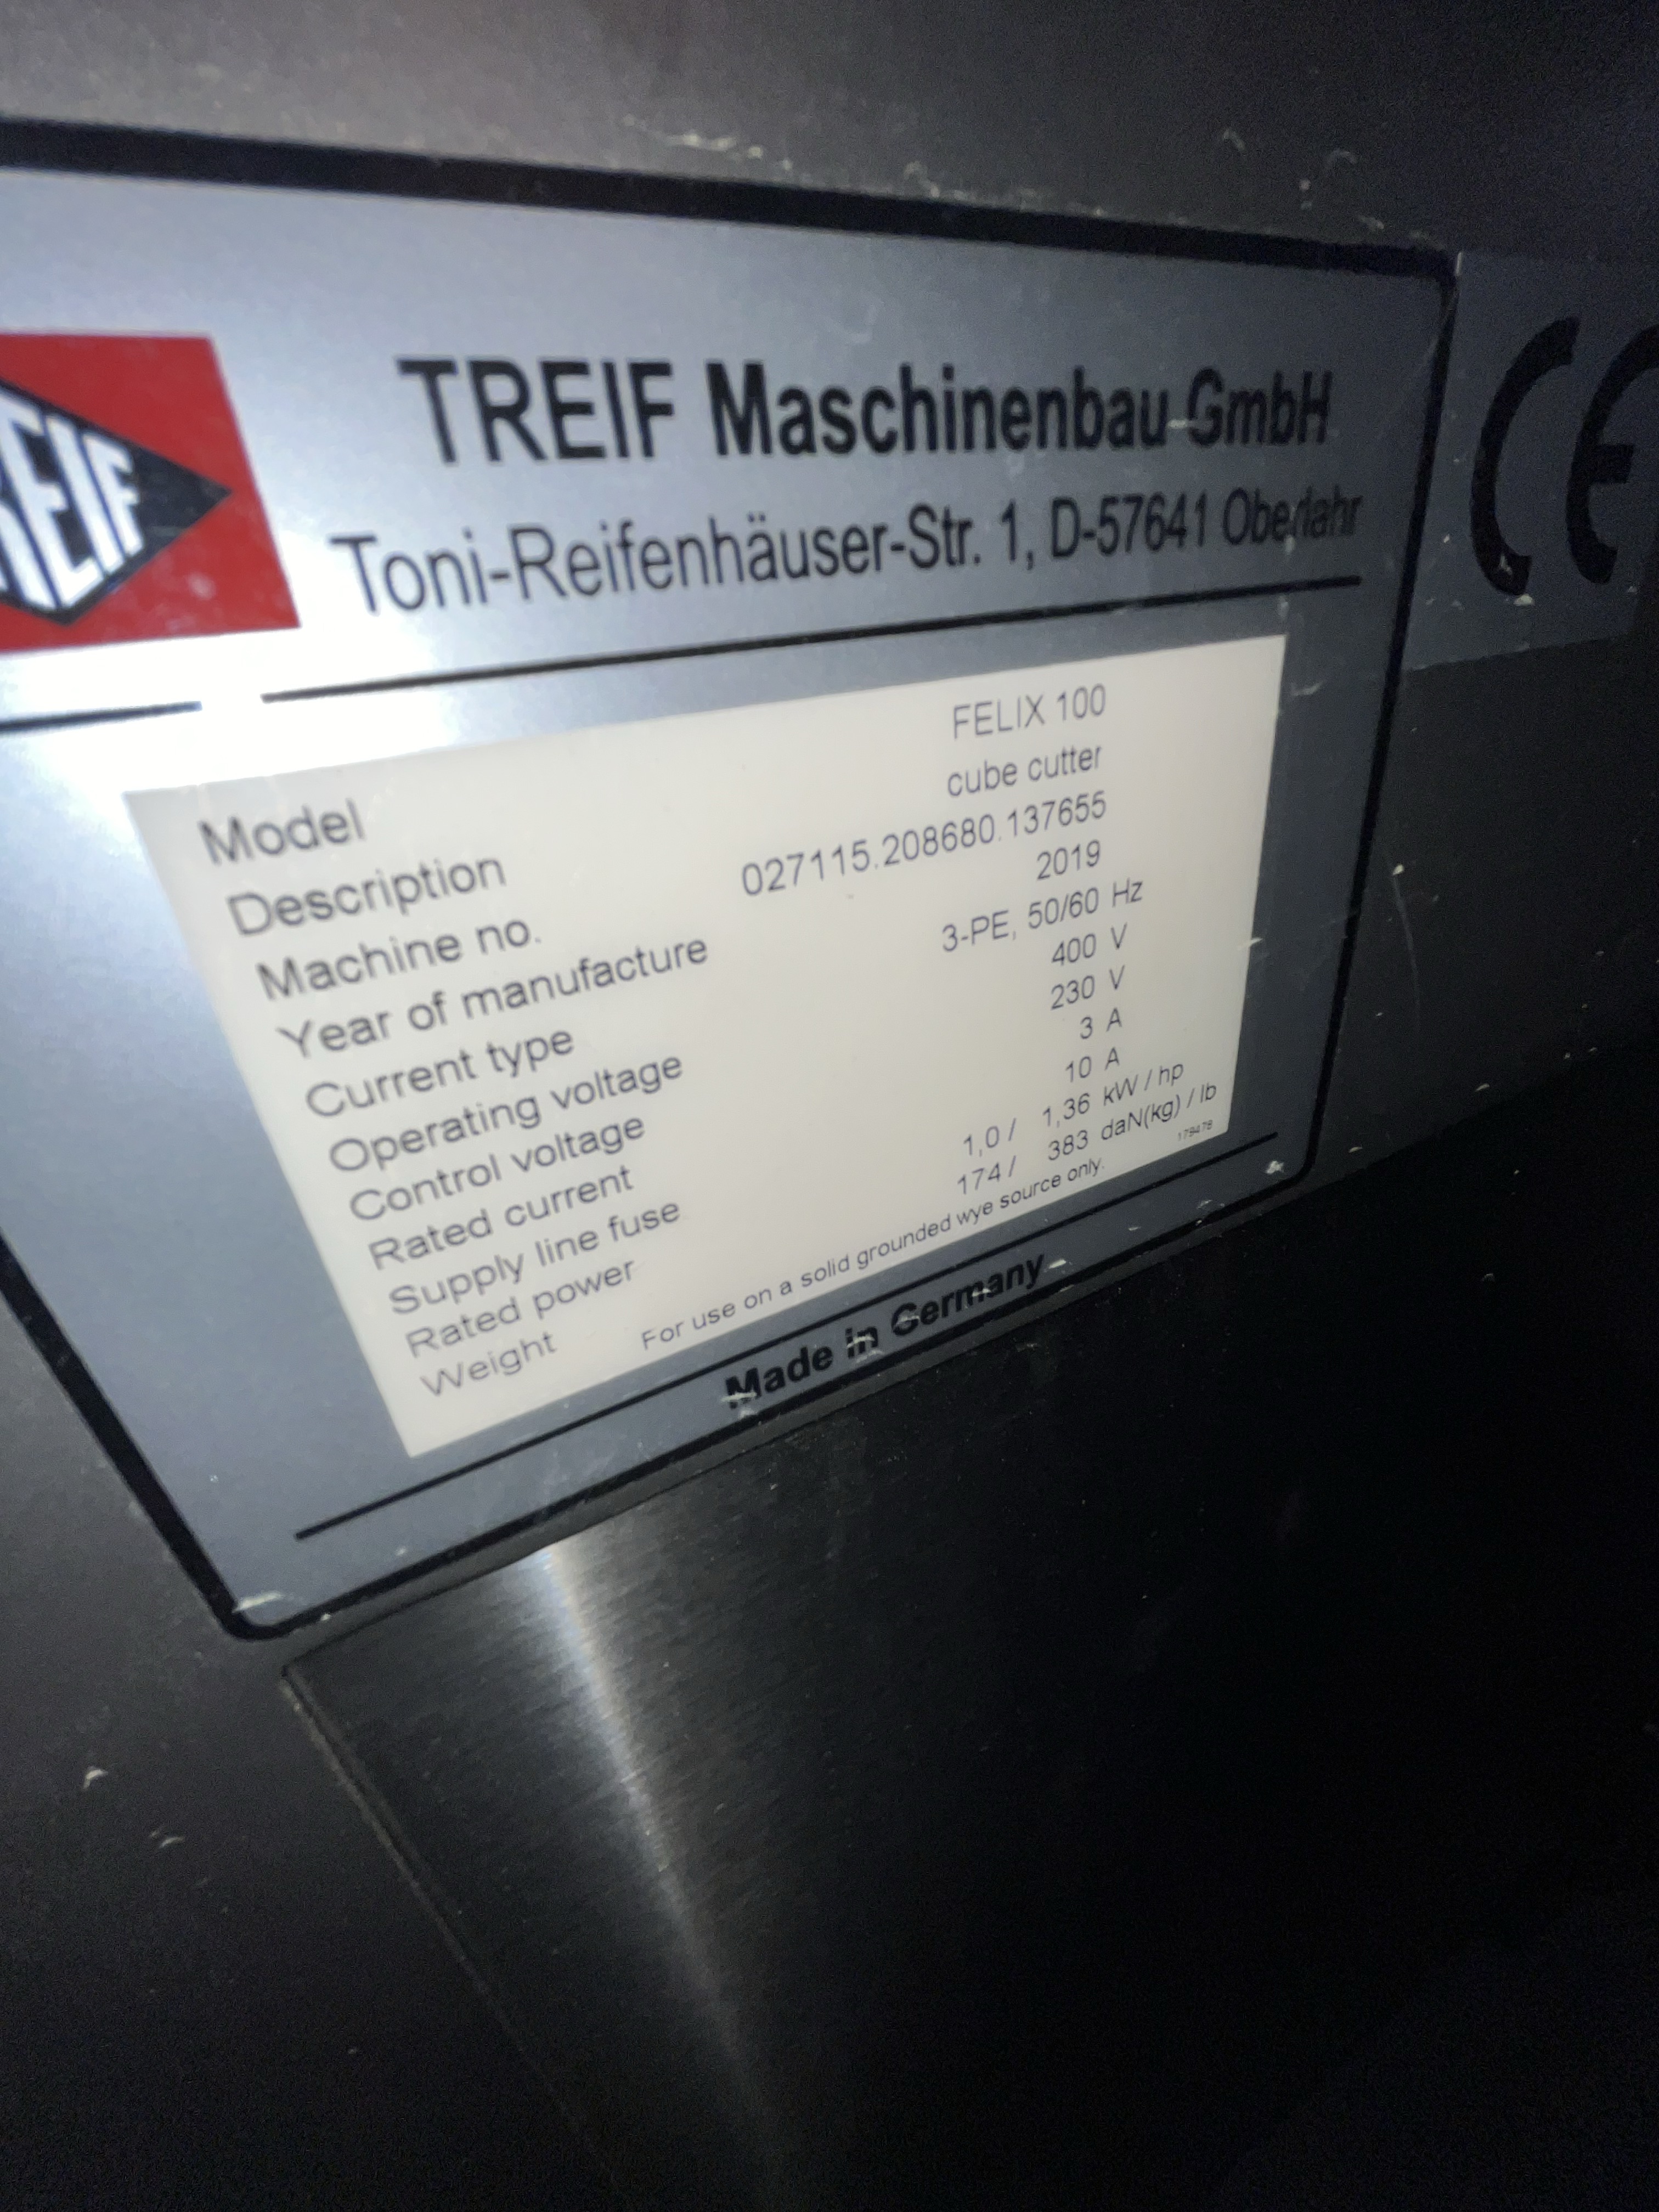 TREIF
TREIF Maschinenbau GmbH
Toni-Reifenhäuser-Str. 1, D-57641 Oberlahr
CE
Model FELIX 100
Description cube cutter
Machine no. 027115.208680.137655
Year of manufacture 2019
Current type 3-PE, 50/60 Hz
Operating voltage 400 V
Control voltage 230 V
Rated current 3 A
Supply line fuse 10 A
Rated power 1,0 / 1,36 kW / hp
Weight 174 / 383 daN(kg) / lb
For use on a solid grounded wye source only.
179478
Made in Germany